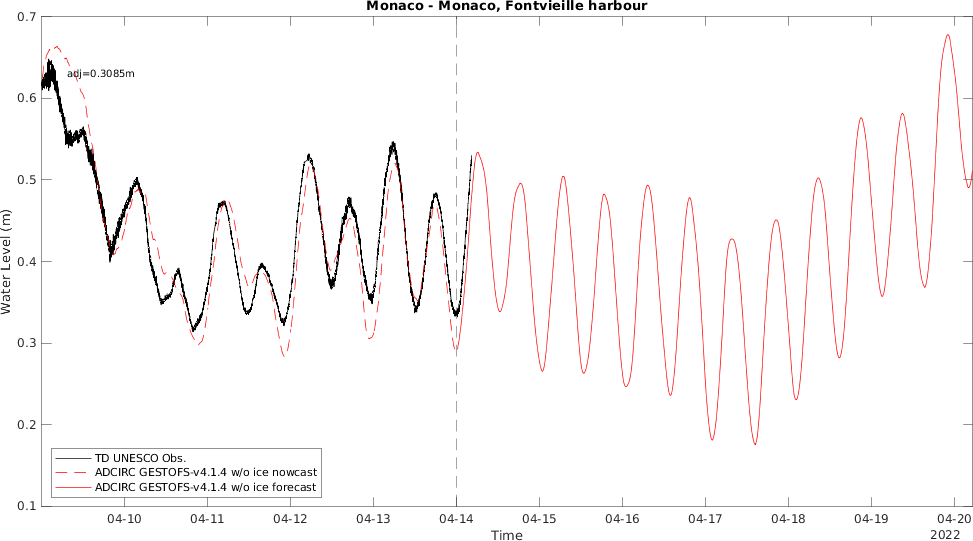 Monaco - Monaco, Fontvieille harbour
0.7
0.6
0.5
0.4
0.3
0.2
0.1
Water Level (m)
adj=0.3085m
TD UNESCO Obs.
ADCIRC GESTOFS-v4.1.4 w/o ice nowcast
ADCIRC GESTOFS-v4.1.4 w/o ice forecast
04-10 04-11 04-12 04-13 04-14 04-15 04-16 04-17 04-18 04-19 04-20
Time
2022